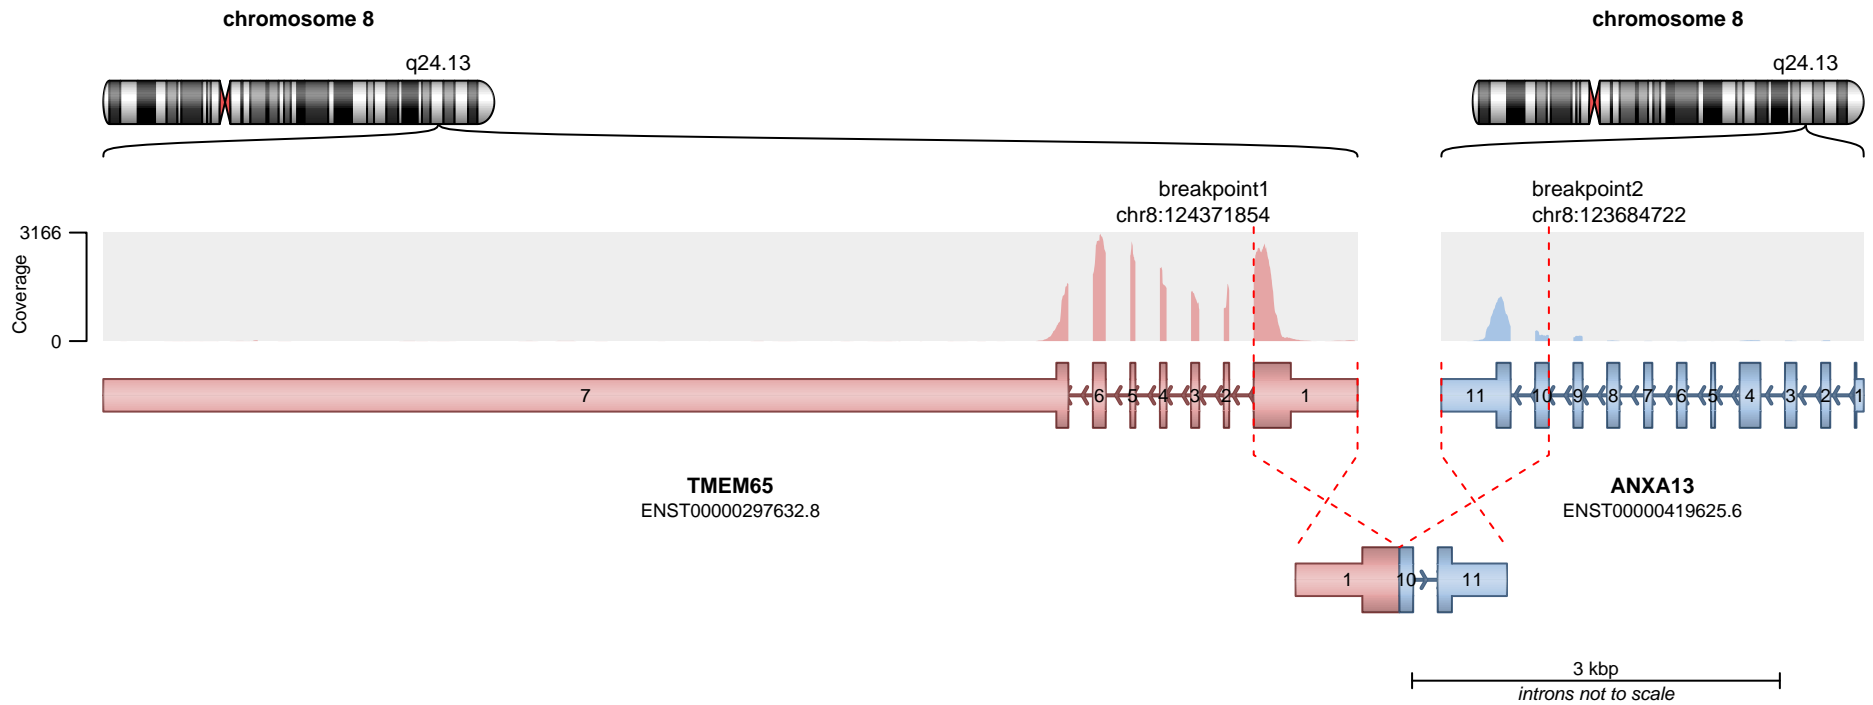 chromosome 8
chromosome 8
q24.13
q24.13
breakpoint1
chr8:124371854
breakpoint2
chr8:123684722
3166
Coverage
0
7
6
5
4
3
2
1
11
10
9
8
7
6
5
4
3
2
1
TMEM65
ENST00000297632.8
ANXA13
ENST00000419625.6
1
10
11
3 kbp
introns not to scale